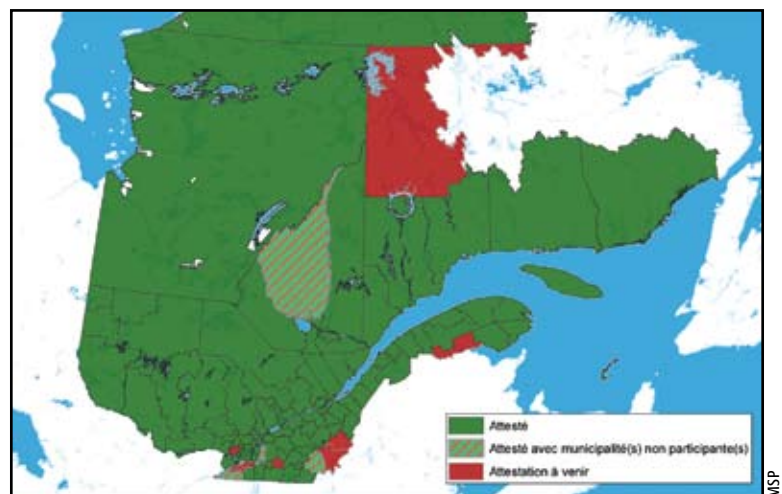 Attesté
Attesté avec municipalité(s) non participante(s)
Attestation à venir
MSP